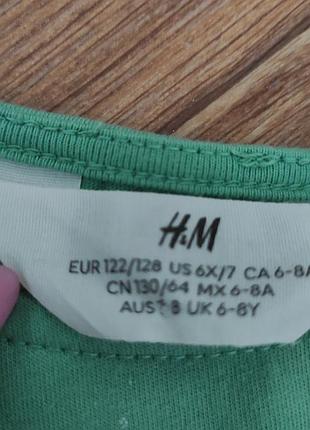 H&M
EUR 122/128 US 6X/7 CA 6-8A
CN 130/64 MX 6-8A
AUS 8 UK 6-8Y